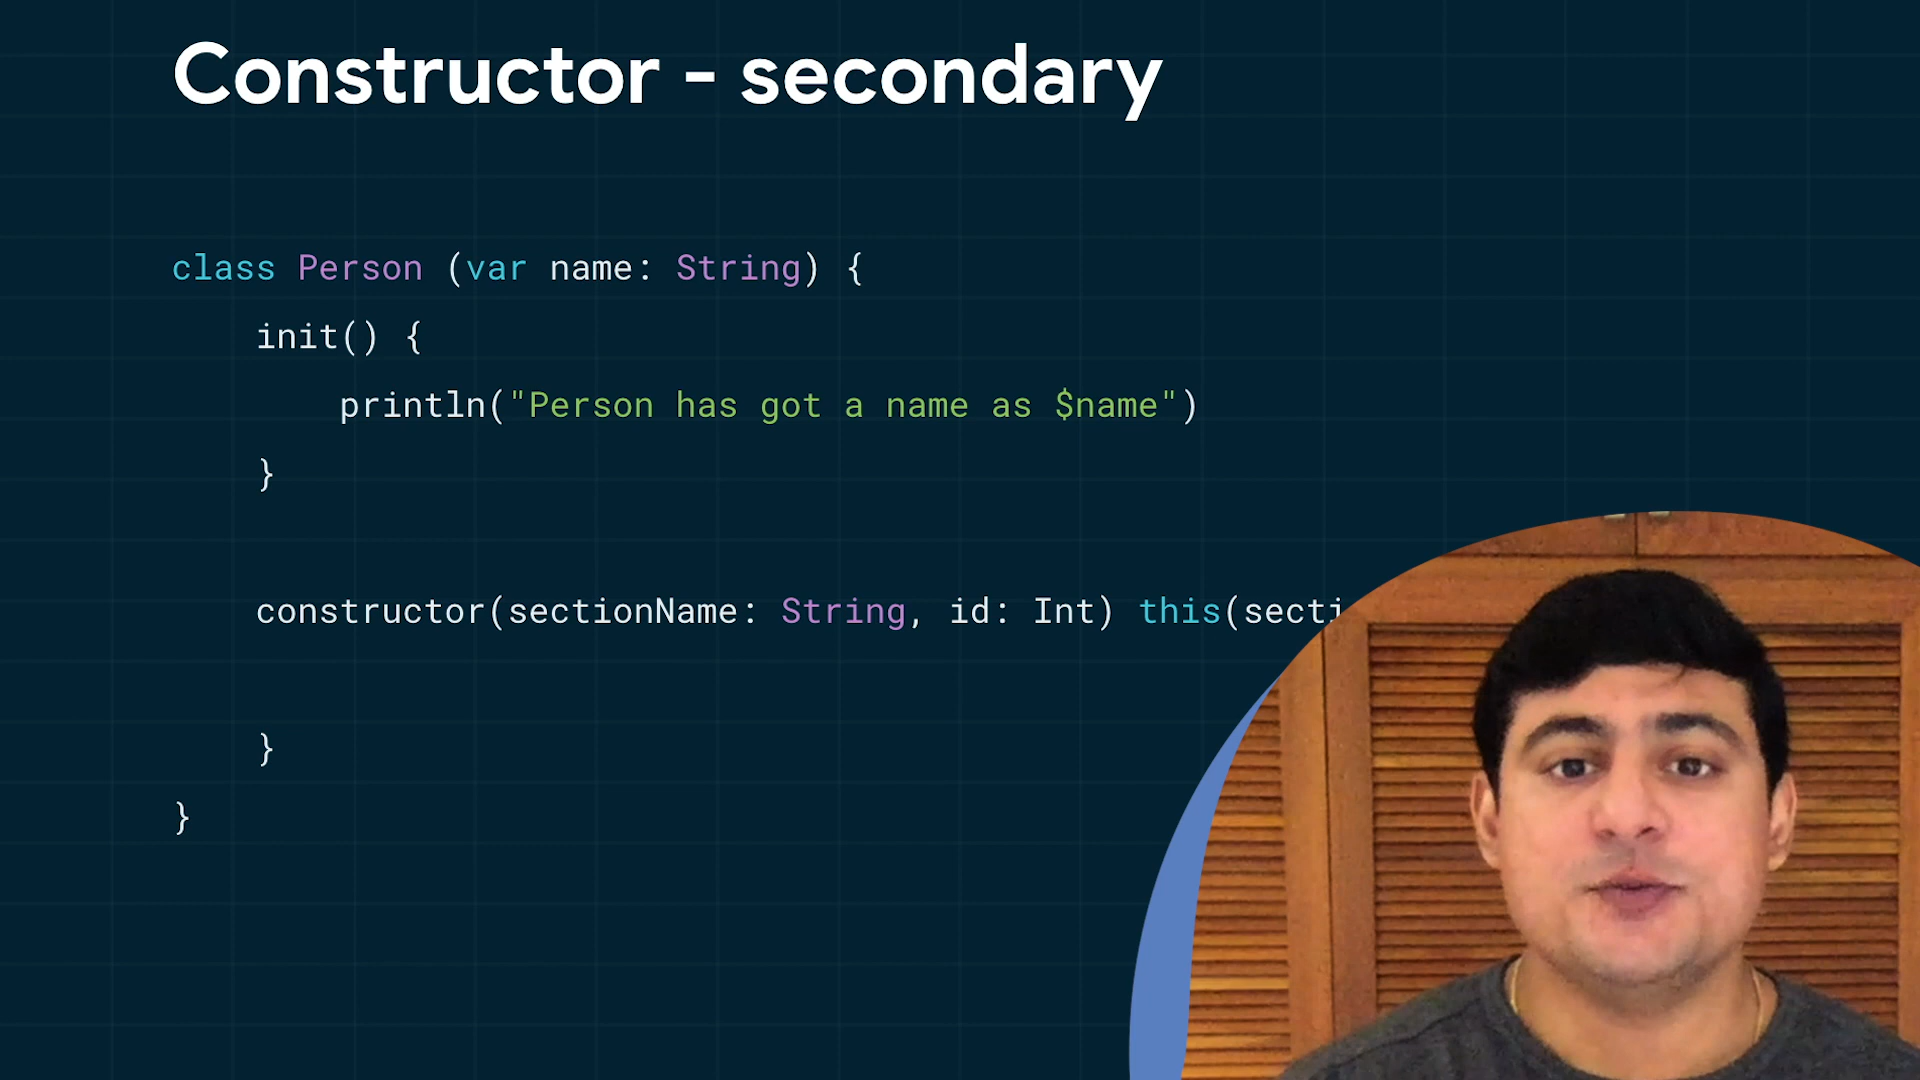 Constructor - secondary
class Person (var name: String) {
init() {
println("Person has got a name as $name")
}
constructor(sectionName: String, id: Int) this(secti
}
}